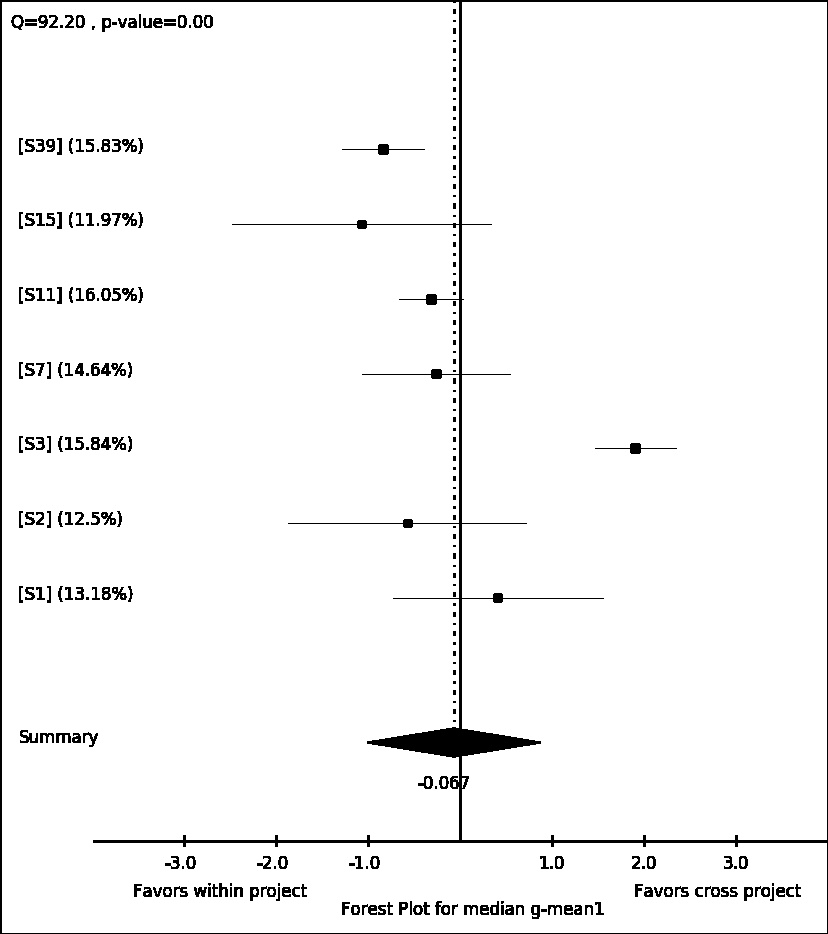 Q=92.20 , p-value=0.00
[S39] (15.83%)
[S15] (11.97%)
[S11] (16.05%)
[S7] (14.64%)
[S3] (15.84%)
[S2] (12.5%)
[S1] (13.18%)
Summary
-0.067
-3.0 -2.0 -1.0 1.0 2.0 3.0
Favors within project Favors cross project
Forest Plot for median g-mean1